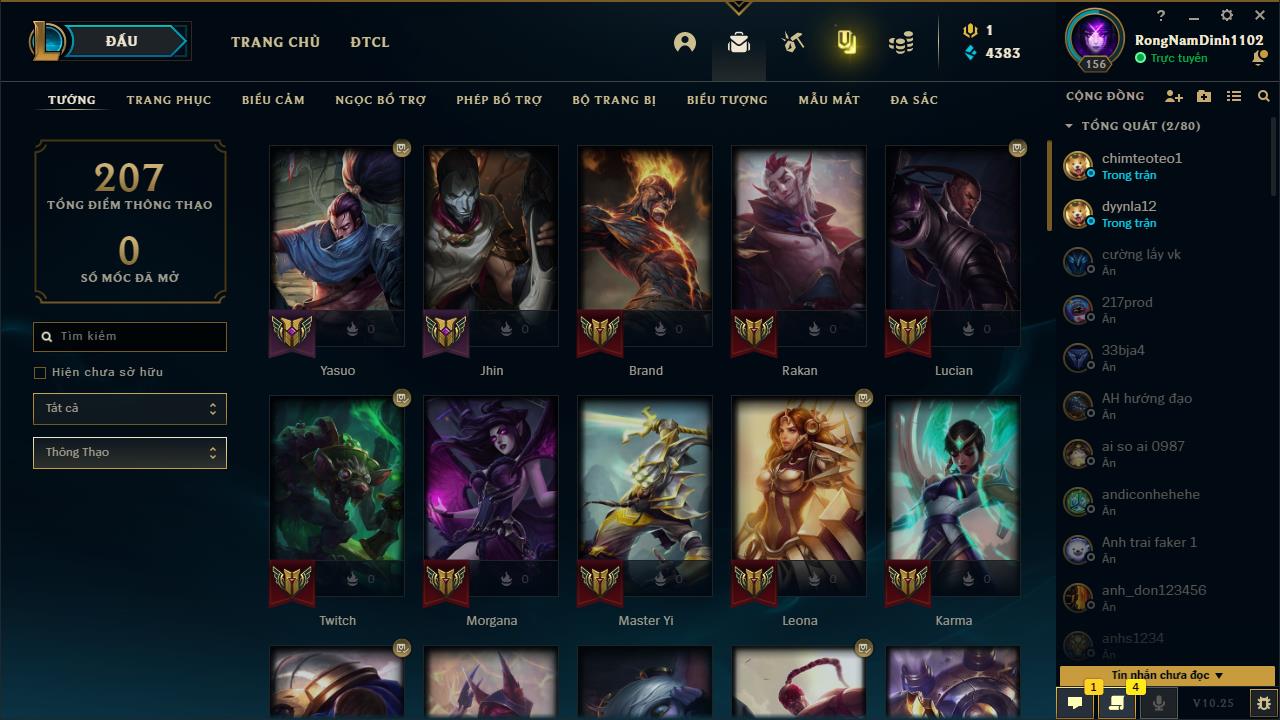 ĐẤU
TRANG CHỦ
ĐTCL
1
4383
?
156
RongNamDinh1102
Trực tuyến
TƯỚNG
TRANG PHỤC
BIỂU CẢM
NGỌC BỔ TRỢ
PHÉP BỔ TRỢ
BỘ TRANG BỊ
BIỂU TƯỢNG
MẪU MẮT
ĐA SẮC
207
TỔNG ĐIỂM THÔNG THẠO
0
SỐ MỐC ĐÃ MỞ
Tìm kiếm
Hiện chưa sở hữu
Tất cả
Thông Thạo
0
0
0
0
0
Yasuo
Jhin
Brand
Rakan
Lucian
0
0
0
0
0
Twitch
Morgana
Master Yi
Leona
Karma
CỘNG ĐỒNG
TỔNG QUÁT (2/80)
chimteoteo1
Trong trận
dyynla12
Trong trận
cường lấy vk
Ẩn
217prod
Ẩn
33bja4
Ẩn
AH hướng đạo
Ẩn
ai so ai 0987
Ẩn
andiconhehehe
Ẩn
Anh trai faker 1
Ẩn
anh_don123456
Ẩn
anhs1234
Ẩn
Tin nhắn chưa đọc
1
4
V10.25